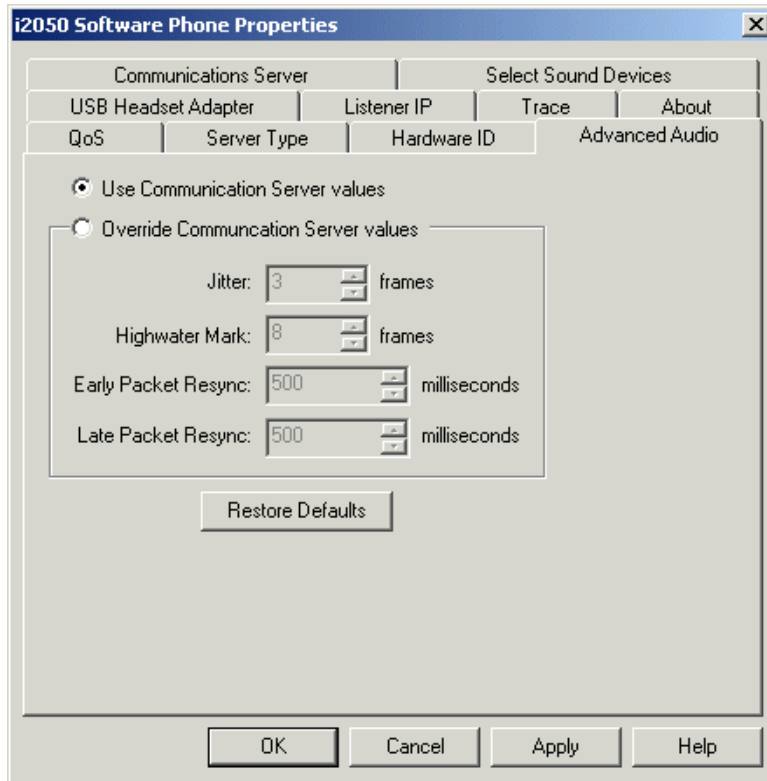 i2050 Software Phone Properties
Communications Server
Select Sound Devices
USB Headset Adapter
Listener IP
Trace
About
QoS
Server Type
Hardware ID
Advanced Audio
Use Communication Server values
Override Communcation Server values
Jitter: 3 frames
Highwater Mark: 8 frames
Early Packet Resync: 500 milliseconds
Late Packet Resync: 500 milliseconds
Restore Defaults
OK
Cancel
Apply
Help